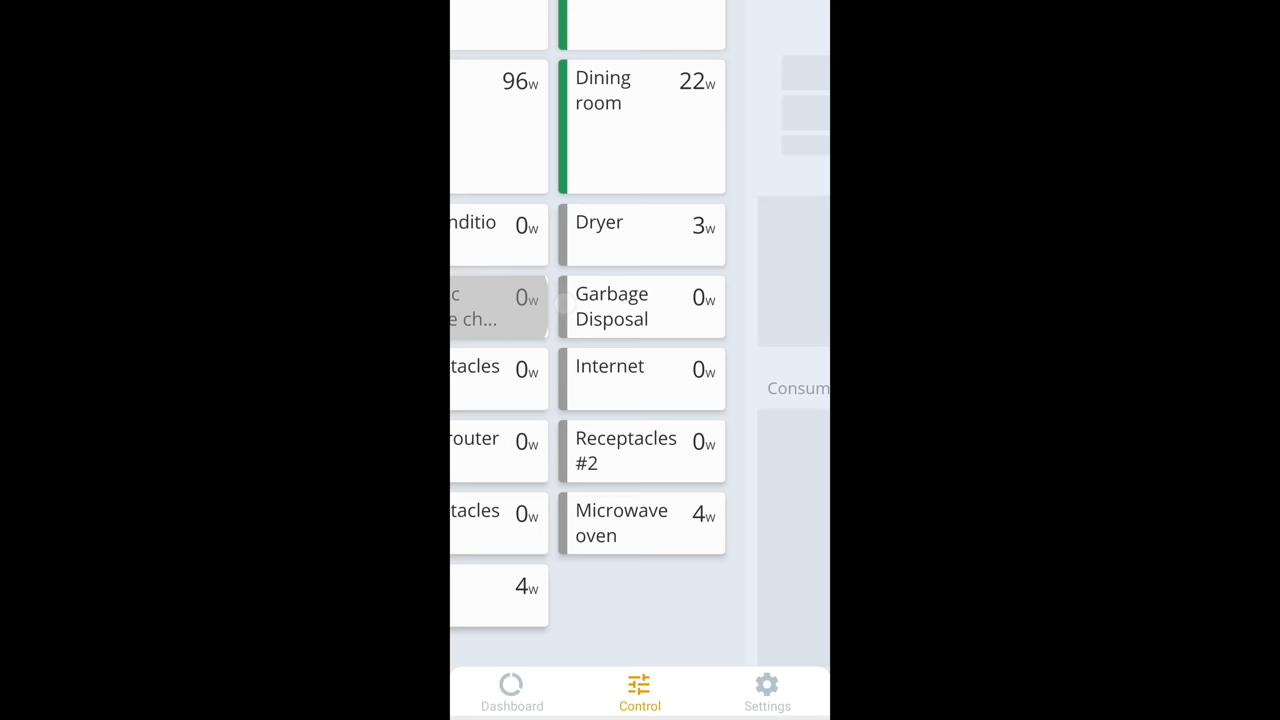 96w
Dining 22w
room
nditio 0w
Dryer 3w
c 0w
e ch...
Garbage 0w
Disposal
tacles 0w
Internet 0w
Consum
router 0w
Receptacles 0w
#2
tacles 0w
Microwave 4w
oven
4w
Dashboard
Control
Settings